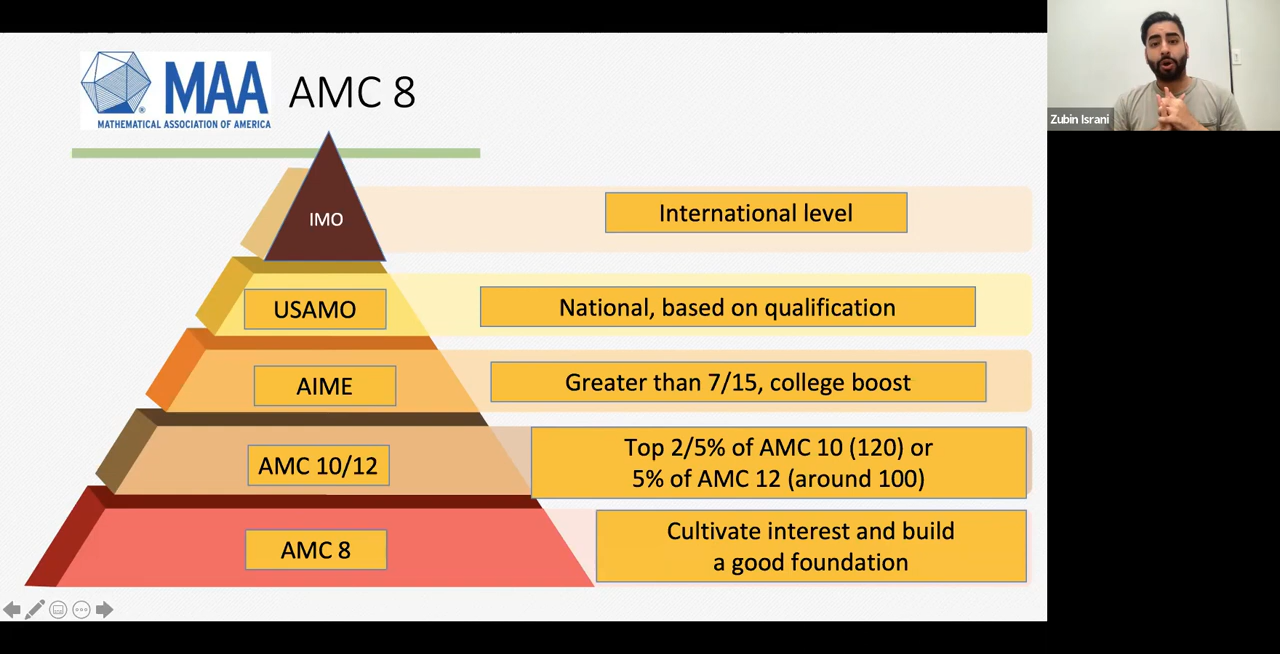 MAA
MATHEMATICAL ASSOCIATION OF AMERICA
AMC 8
Zubin Israni
IMO
International level
USAMO
National, based on qualification
AIME
Greater than 7/15, college boost
AMC 10/12
Top 2/5% of AMC 10 (120) or
5% of AMC 12 (around 100)
AMC 8
Cultivate interest and build
a good foundation